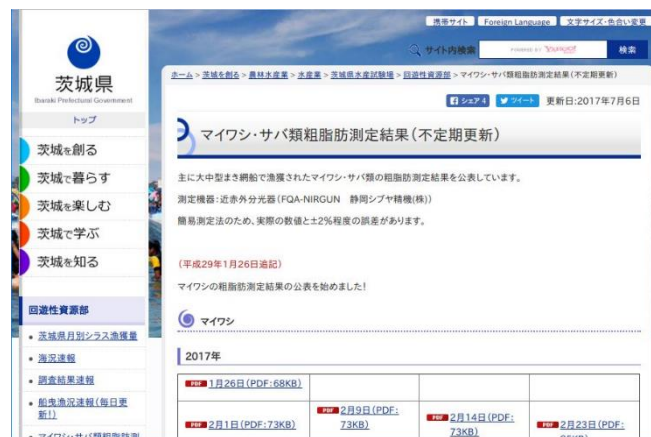 携帯サイト Foreign Language 文字サイズ・色合い変更
サイト内検索 POWERED BY YAHOO! 検索
茨城県
Ibaraki Prefectural Government
トップ
茨城を創る
茨城で暮らす
茨城を楽しむ
茨城で学ぶ
茨城を知る
回遊性資源部
茨城県月別シラス漁獲量
海況速報
調査結果速報
船曳漁況速報(毎日更
新!)
マイワシ・サバ類粗脂肪測
ホーム > 茨城を創る > 農林水産業 > 水産業 > 茨城県水産試験場 > 回遊性資源部 > マイワシ・サバ類粗脂肪測定結果(不定期更新)
シェア 4 ツイート 更新日:2017年7月6日
マイワシ・サバ類粗脂肪測定結果(不定期更新)
主に大中型まき網船で漁獲されたマイワシ・サバ類の粗脂肪測定結果を公表しています。
測定機器:近赤外分光器(FQA-NIRGUN 静岡シブヤ精機(株))
簡易測定法のため、実際の数値と±2%程度の誤差があります。
(平成29年1月26日追記)
マイワシの粗脂肪測定結果の公表を始めました!
マイワシ
2017年
PDF 1月26日(PDF:68KB)
PDF 2月1日(PDF:73KB)
PDF 2月9日(PDF:
73KB)
PDF 2月14日(PDF:
73KB)
PDF 2月23日(PDF: